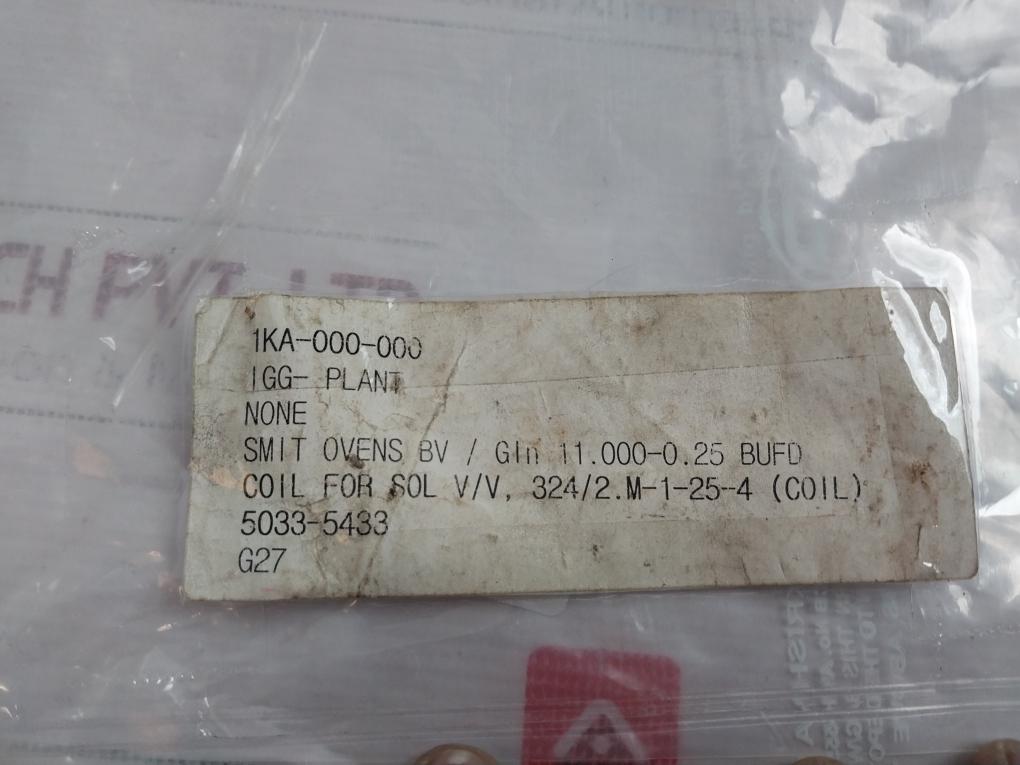 CH PVT. LTD
1KA-000-000
IGG- PLANT
NONE
SMIT OVENS BV / GIn 11.000-0.25 BUFD
COIL FOR SOL V/V, 324/2.M-1-25-4 (COIL)
5033-5433
G27